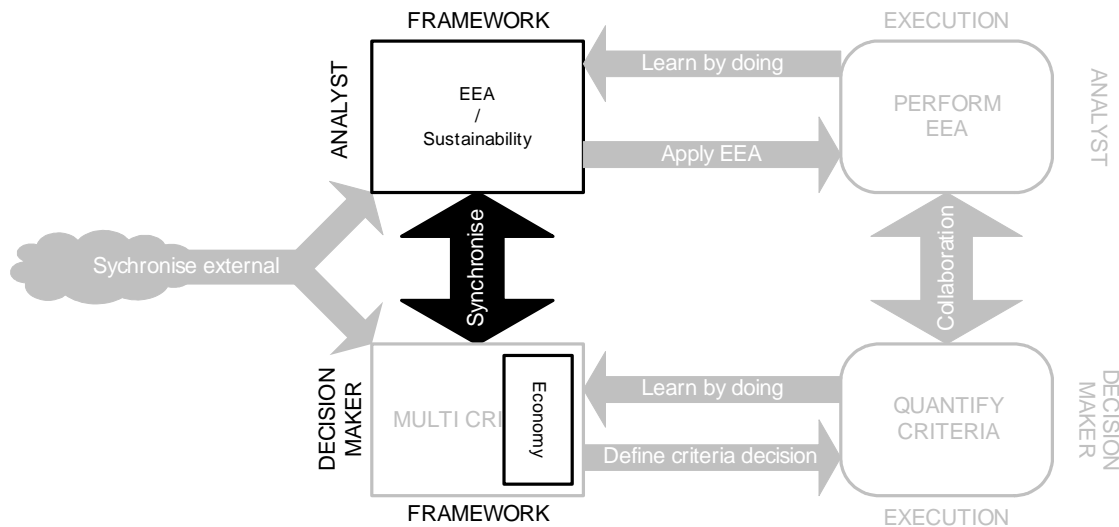 FRAMEWORK
EXECUTION
ANALYST
EEA
/
Sustainability
Learn by doing
Apply EEA
PERFORM
EEA
ANALYST
Sychronise external
Synchronise
Collaboration
DECISION
MAKER
MULTI CRI
Economy
Learn by doing
Define criteria decision
QUANTIFY
CRITERIA
DECISION
MAKER
FRAMEWORK
EXECUTION